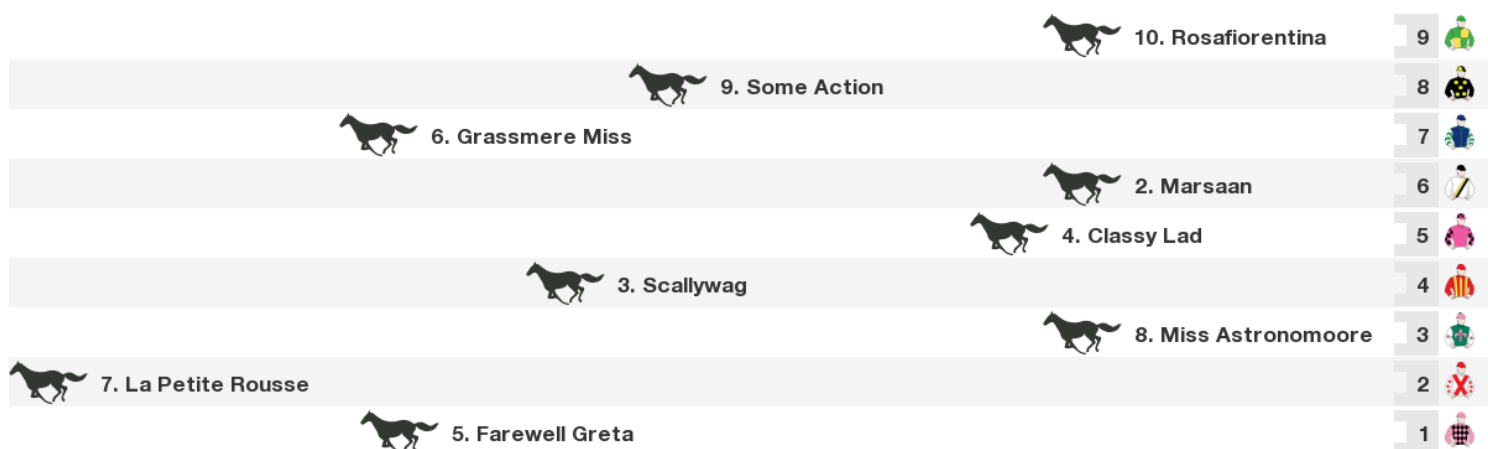 10. Rosafiorentina 9
9. Some Action 8
6. Grassmere Miss 7
2. Marsaan 6
4. Classy Lad 5
3. Scallywag 4
8. Miss Astronomoore 3
7. La Petite Rousse 2
5. Farewell Greta 1